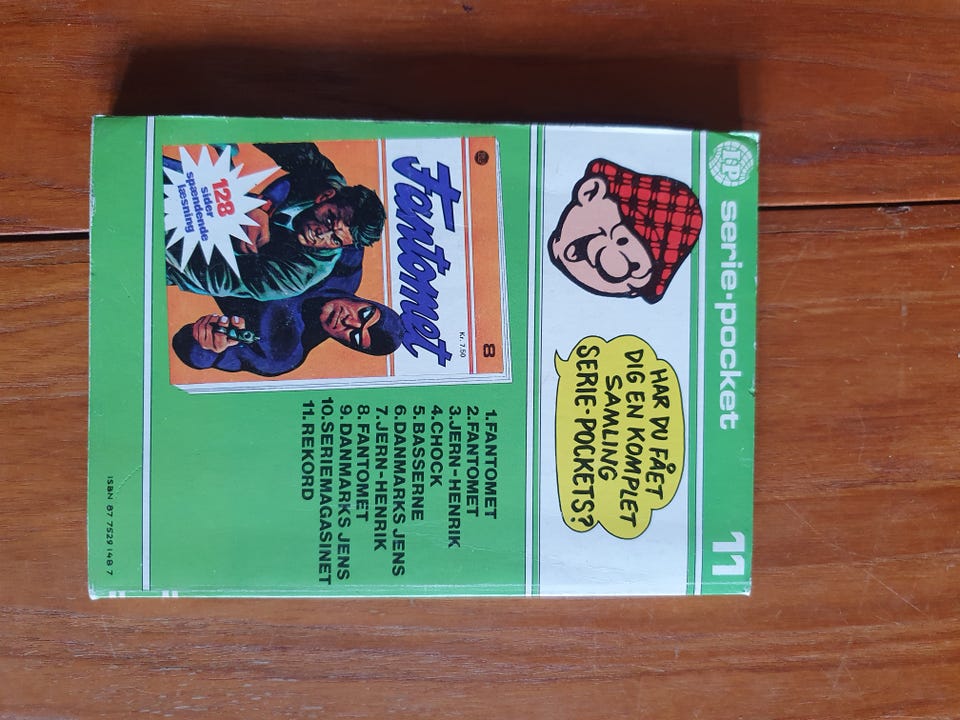 IFP
serie-pocket
11
HAR DU FÅET
DIG EN KOMPLET
SAMLING
SERIE-POCKETS?
8
Kr. 7.50
Fantomet
128
sider
spændende
læsning
1. FANTOMET
2. FANTOMET
3. JERN-HENRIK
4. CHOCK
5. BASSERNE
6. DANMARKS JENS
7. JERN-HENRIK
8. FANTOMET
9. DANMARKS JENS
10. SERIEMAGASINET
11. REKORD
ISBN 87 7529 148 7